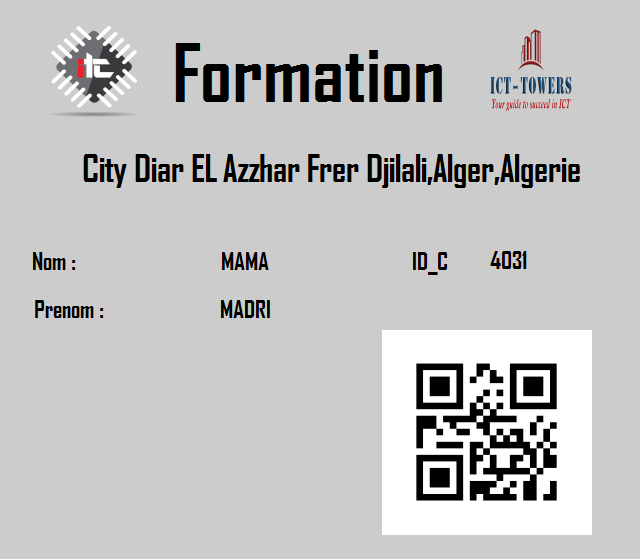 itc
Formation
ICT-TOWERS
Your guide to succeed in ICT
City Diar EL Azzhar Frer Djilali,Alger,Algerie
Nom : MAMA ID_C 4031
Prenom : MADRI